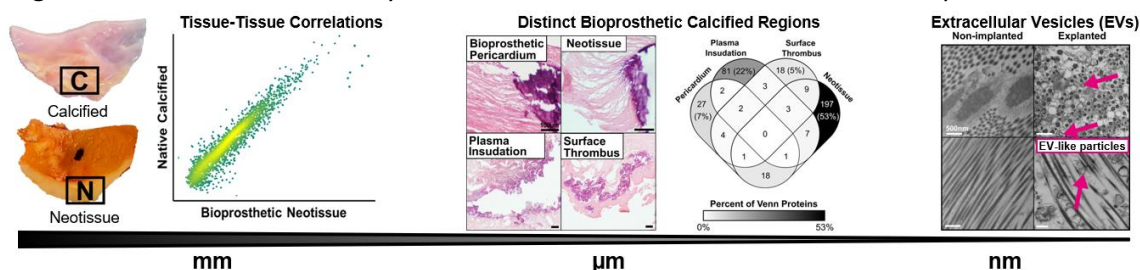 Tissue-Tissue Correlations
C
Calcified
N
Neotissue
Native Calcified
Bioprosthetic Neotissue
Distinct Bioprosthetic Calcified Regions
Bioprosthetic
Pericardium
Neotissue
Plasma
Insudation
Surface
Thrombus
Plasma
Insudation
Surface
Thrombus
Pericardium
Neotissue
81 (22%)
18 (5%)
27
(7%)
197
(53%)
2
3
9
2
3
4
0
7
1
1
18
Percent of Venn Proteins
0%
53%
Extracellular Vesicles (EVs)
Non-implanted
Explanted
500nm
EV-like particles
mm
μm
nm